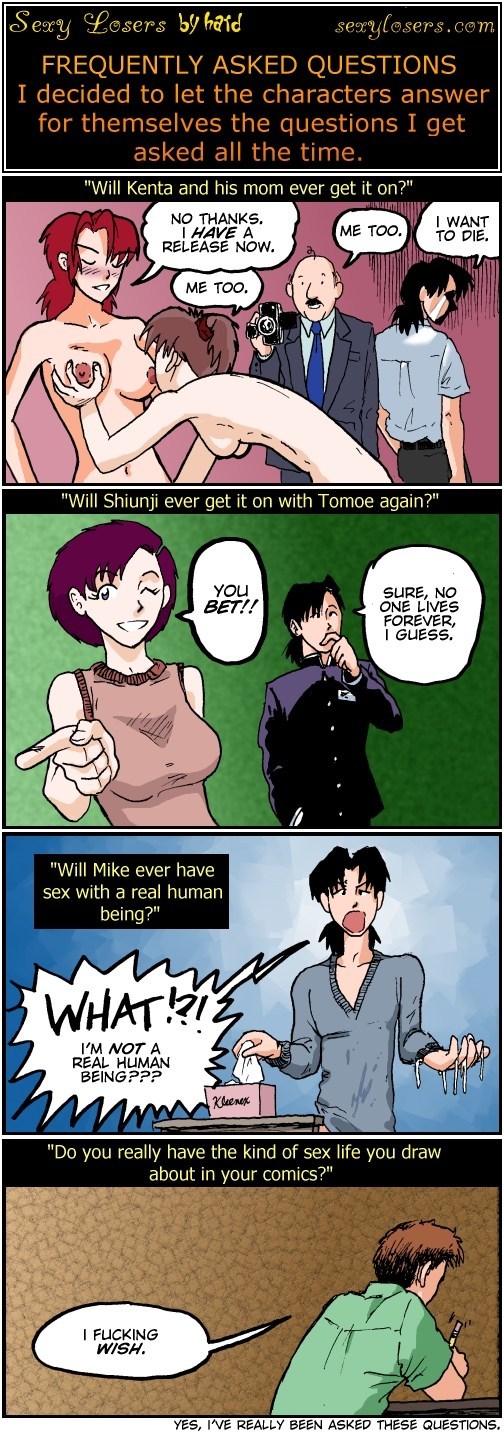 Sexy Losers by hard
sexylosers.com
FREQUENTLY ASKED QUESTIONS
I decided to let the characters answer
for themselves the questions I get
asked all the time.
"Will Kenta and his mom ever get it on?"
NO THANKS.
I HAVE A
RELEASE NOW.
ME TOO.
ME TOO.
I WANT
TO DIE.
"Will Shiunji ever get it on with Tomoe again?"
YOU
BET!!
SURE, NO
ONE LIVES
FOREVER,
I GUESS.
"Will Mike ever have
sex with a real human
being?"
WHAT!?!
I'M NOT A
REAL HUMAN
BEING???
Kleenex
"Do you really have the kind of sex life you draw
about in your comics?"
I FUCKING
WISH.
YES, I'VE REALLY BEEN ASKED THESE QUESTIONS.